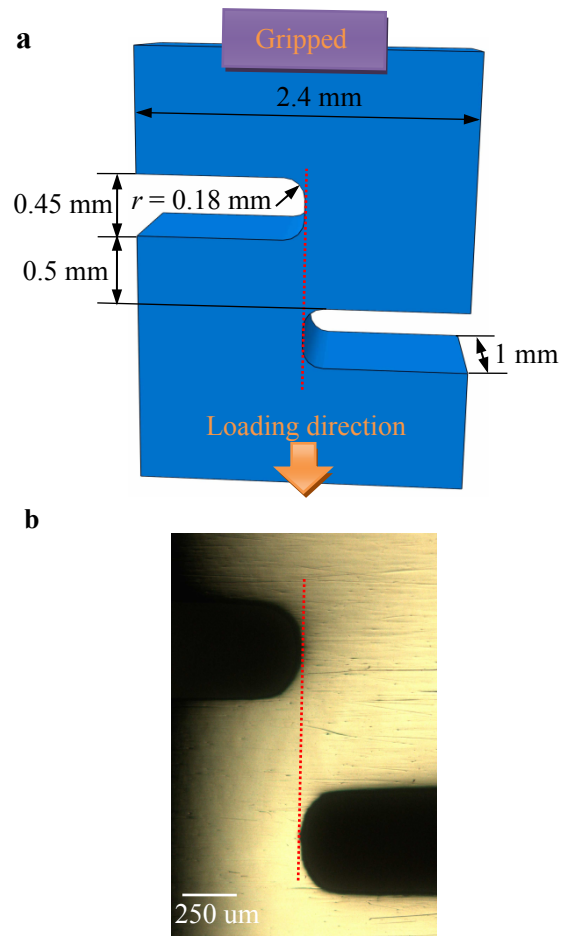 a
Gripped
2.4 mm
0.45 mm
r = 0.18 mm
0.5 mm
1 mm
Loading direction
b
250 um